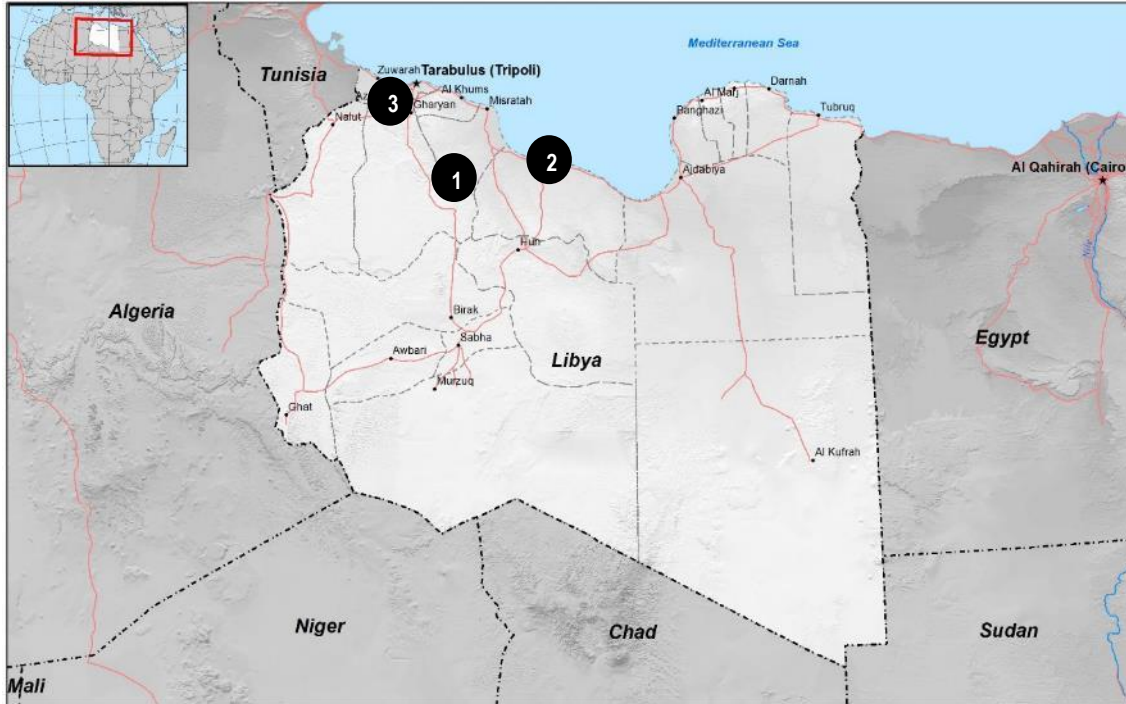 Mediterranean Sea
Tunisia
Zuwarah
Tarabulus (Tripoli)
Al Khums
Gharyan
Misratah
Nalut
3
1
2
Darnah
Al Marj
Banghazi
Tubruq
Ajdabiya
Al Qahirah (Cairo
Nile
Hun
Algeria
Birak
Sabha
Awbari
Murzuq
Libya
Egypt
Ghat
Al Kufrah
Niger
Chad
Sudan
Mali